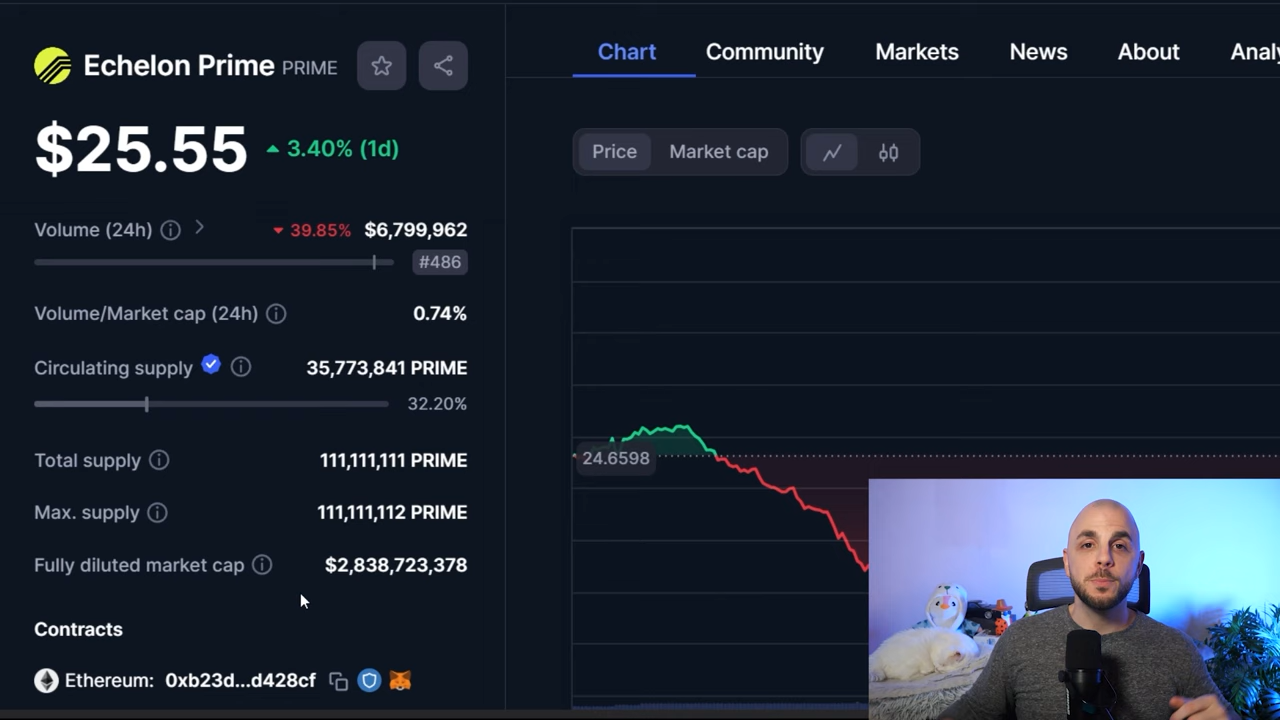 Echelon Prime PRIME
$25.55 3.40% (1d)
Volume (24h) 39.85% $6,799,962
#486
Volume/Market cap (24h) 0.74%
Circulating supply 35,773,841 PRIME
32.20%
Total supply 111,111,111 PRIME
Max. supply 111,111,112 PRIME
Fully diluted market cap $2,838,723,378
Contracts
Ethereum: 0xb23d...d428cf
Chart Community Markets News About Analy
Price Market cap
24.6598